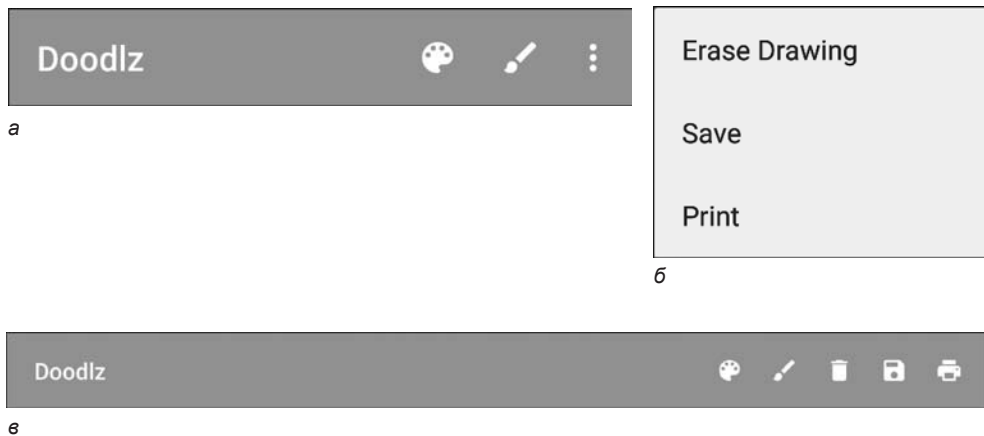 Doodlz
а
Erase Drawing
Save
Print
б
Doodlz
в